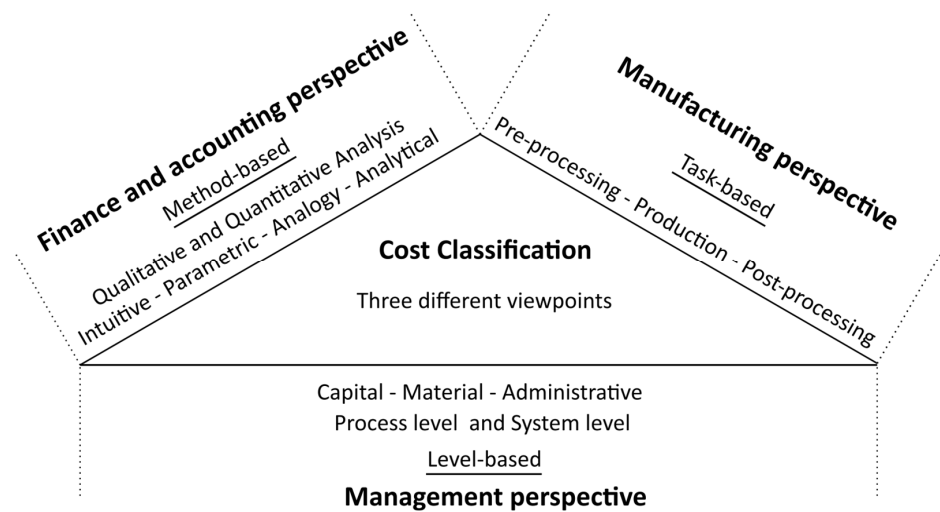 Finance and accounting perspective
Method-based
Qualitative and Quantitative Analysis
Intuitive - Parametric - Analogy - Analytical
Manufacturing perspective
Task-based
Pre-processing - Production - Post-processing
Cost Classification
Three different viewpoints
Capital - Material - Administrative
Process level and System level
Level-based
Management perspective